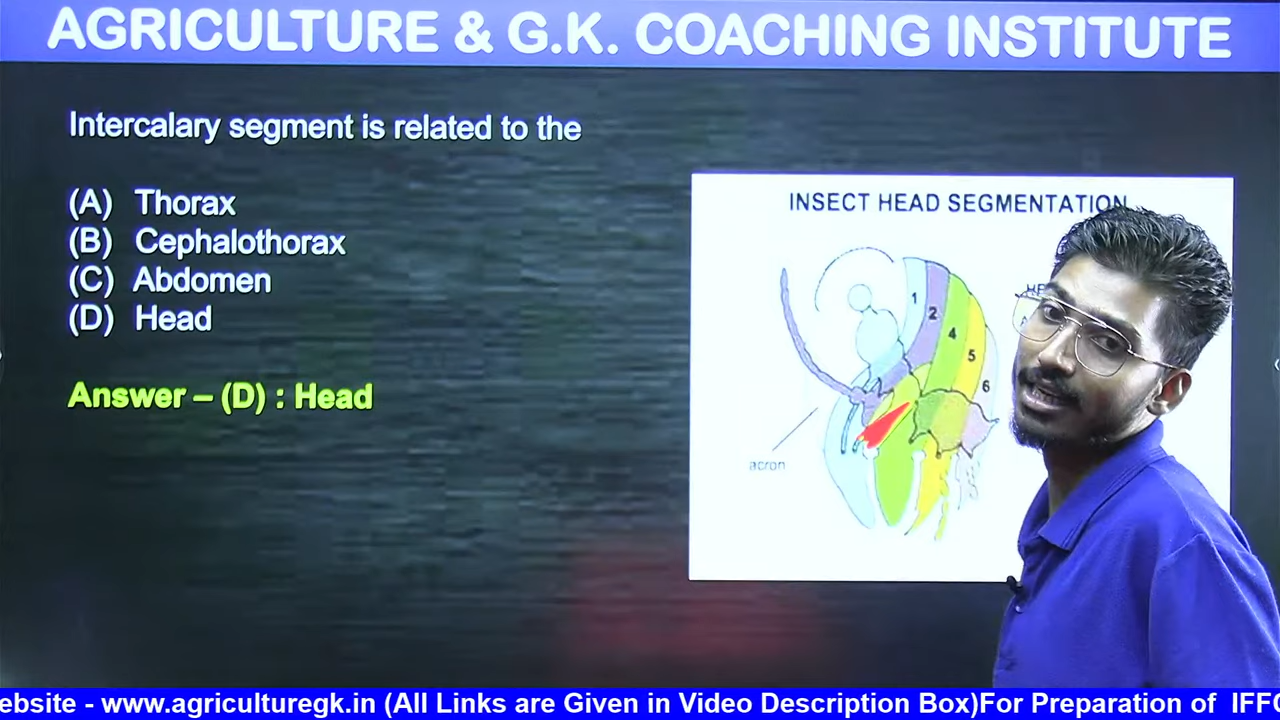 AGRICULTURE & G.K. COACHING INSTITUTE
Intercalary segment is related to the
(A) Thorax
(B) Cephalothorax
(C) Abdomen
(D) Head
Answer – (D) : Head
INSECT HEAD SEGMENTATION
1
2
4
5
6
acron
www.agriculturegk.in (All Links are Given in Video Description Box)For Preparation of